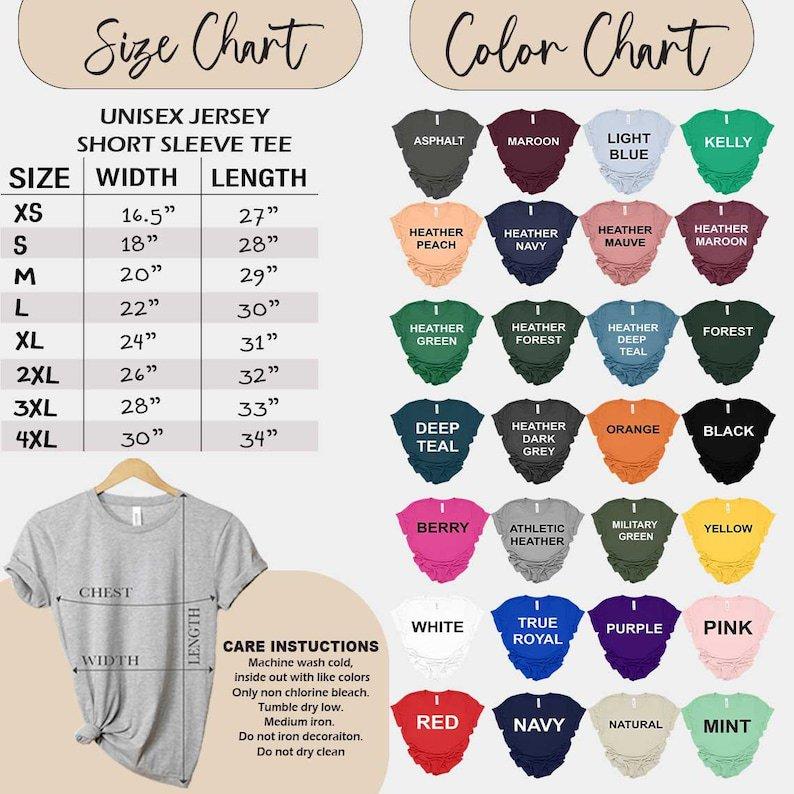 Size Chart
UNISEX JERSEY
SHORT SLEEVE TEE
SIZE WIDTH LENGTH
XS 16.5” 27”
S 18” 28”
M 20” 29”
L 22” 30”
XL 24” 31”
2XL 26” 32”
3XL 28” 33”
4XL 30” 34”
CHEST
WIDTH
LENGTH
CARE INSTUCTIONS
Machine wash cold,
inside out with like colors
Only non chlorine bleach.
Tumble dry low.
Medium iron.
Do not iron decoraiton.
Do not dry clean
Color Chart
ASPHALT
MAROON
LIGHT
BLUE
KELLY
HEATHER
PEACH
HEATHER
NAVY
HEATHER
MAUVE
HEATHER
MAROON
HEATHER
GREEN
HEATHER
FOREST
HEATHER
DEEP
TEAL
FOREST
DEEP
TEAL
HEATHER
DARK
GREY
ORANGE
BLACK
BERRY
ATHLETIC
HEATHER
MILITARY
GREEN
YELLOW
WHITE
TRUE
ROYAL
PURPLE
PINK
RED
NAVY
NATURAL
MINT